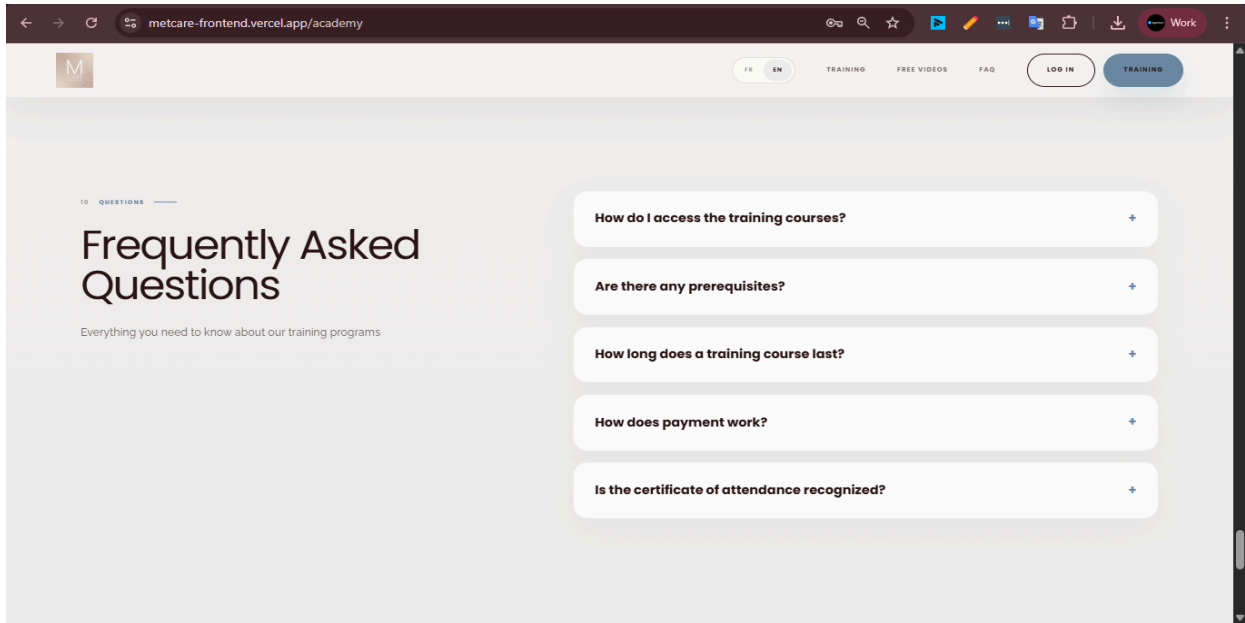 metcare-frontend.vercel.app/academy
Work
M
FR EN TRAINING FREE VIDEOS FAQ LOG IN TRAINING
10 QUESTIONS
Frequently Asked
Questions
Everything you need to know about our training programs
How do I access the training courses? +
Are there any prerequisites? +
How long does a training course last? +
How does payment work? +
Is the certificate of attendance recognized? +